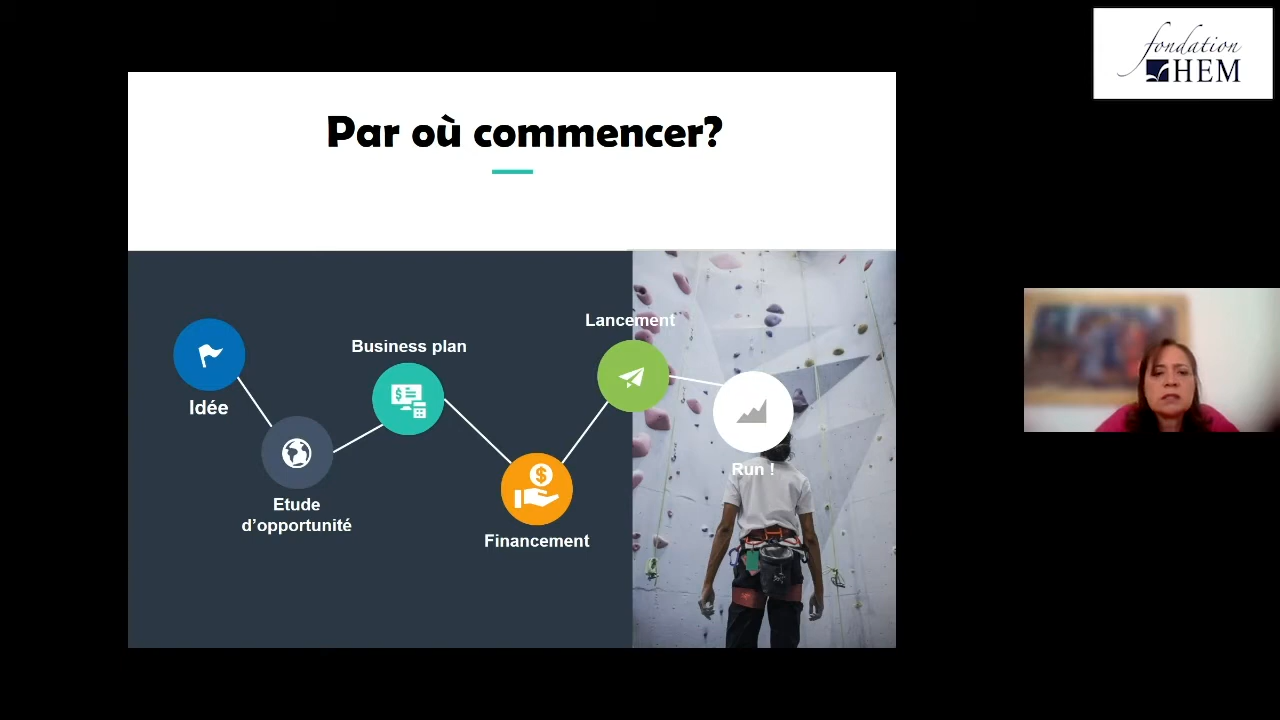 fondation
HEM
Par où commencer?
Lancement
Business plan
Idée
Run !
Etude
d'opportunité
Financement